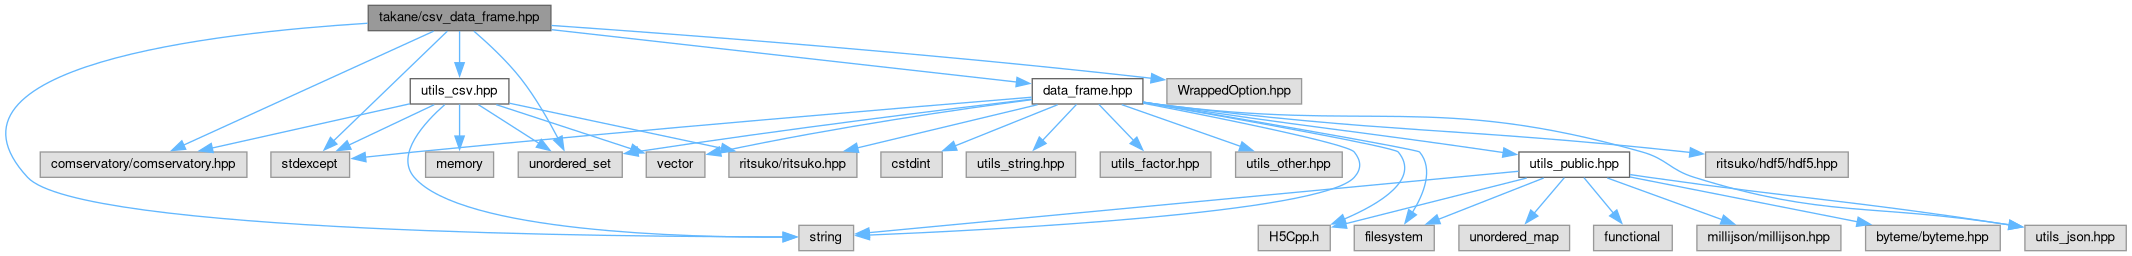 takane/csv_data_frame.hpp
utils_csv.hpp
data_frame.hpp
WrappedOption.hpp
comservatory/comservatory.hpp
stdexcept
memory
unordered_set
vector
ritsuko/ritsuko.hpp
cstdint
utils_string.hpp
utils_factor.hpp
utils_other.hpp
utils_public.hpp
ritsuko/hdf5/hdf5.hpp
string
H5Cpp.h
filesystem
unordered_map
functional
millijson/millijson.hpp
byteme/byteme.hpp
utils_json.hpp